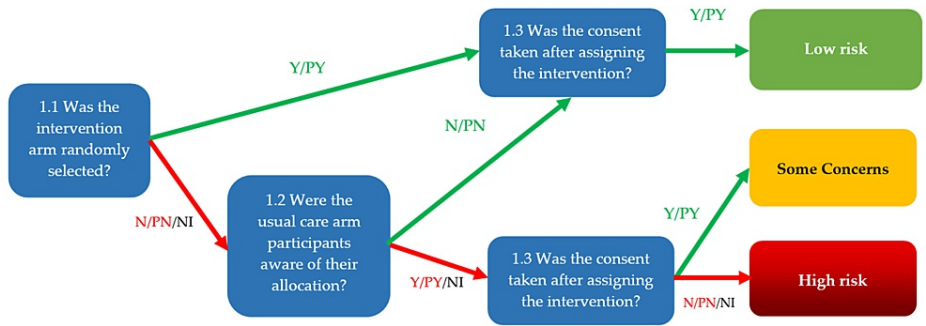 1.1 Was the
intervention
arm randomly
selected?
Y/PY
N/PN/NI
1.2 Were the
usual care arm
participants
aware of their
allocation?
N/PN
Y/PY/NI
1.3 Was the consent
taken after assigning
the intervention?
Y/PY
Low risk
1.3 Was the consent
taken after assigning
the intervention?
Y/PY
Some Concerns
N/PN/NI
High risk